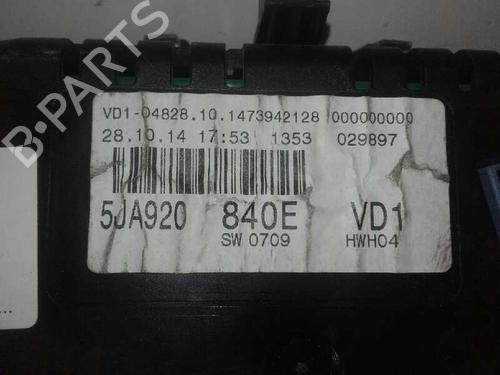 B-PARTS
VD1-04828.10.1473942128 000000000
28.10.14 17:53 1353 029897
5JA920 840E VD1
SW 0709 HWH04